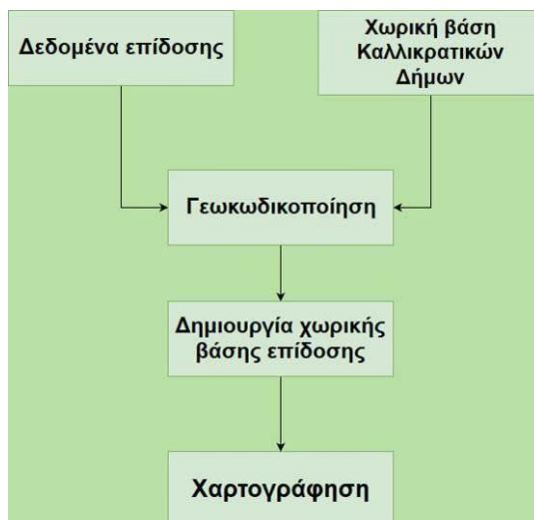 Δεδομένα επίδοσης
Χωρική βάση
Καλλικρατικών
Δήμων
Γεωκωδικοποίηση
Δημιουργία χωρικής
βάσης επίδοσης
Χαρτογράφηση